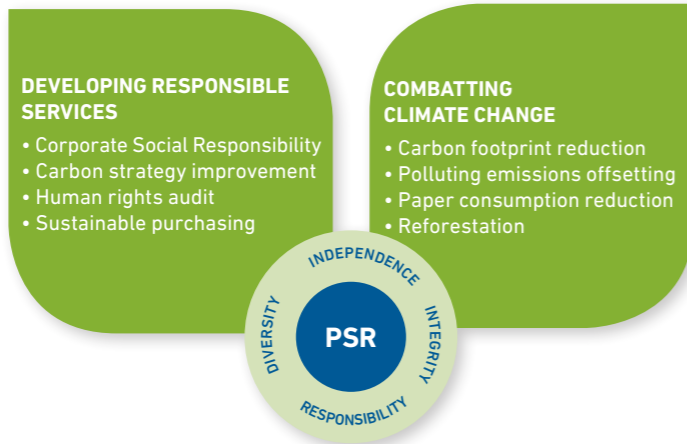 DEVELOPING RESPONSIBLE
SERVICES
• Corporate Social Responsibility
• Carbon strategy improvement
• Human rights audit
• Sustainable purchasing
COMBATTING
CLIMATE CHANGE
• Carbon footprint reduction
• Polluting emissions offsetting
• Paper consumption reduction
• Reforestation
INDEPENDENCE
DIVERSITY
PSR
INTEGRITY
RESPONSIBILITY